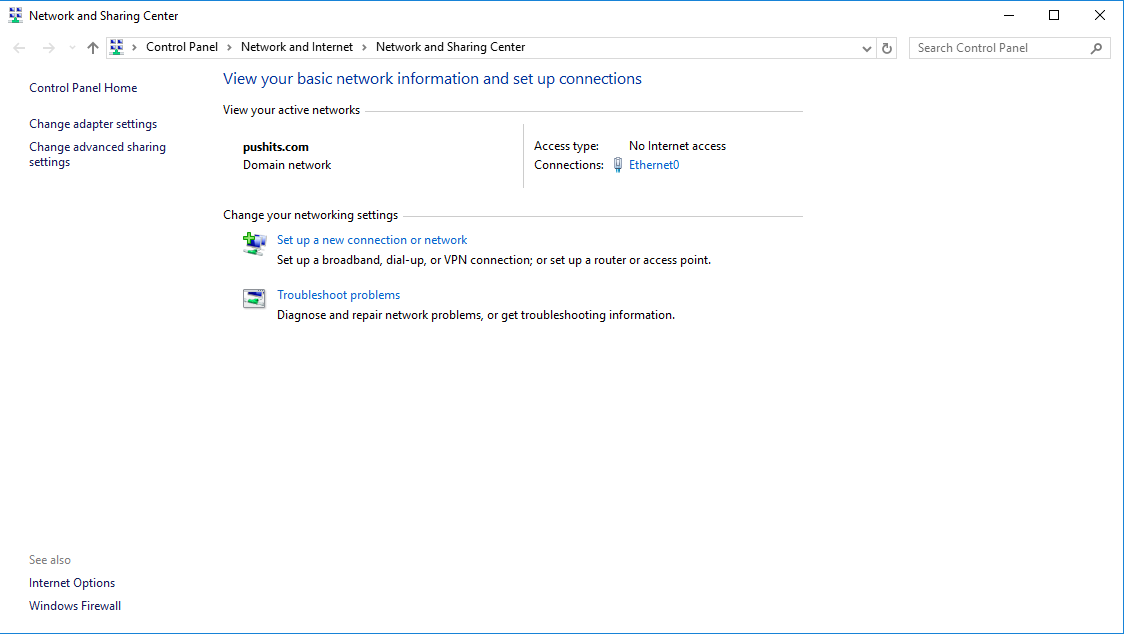 Network and Sharing Center
Control Panel > Network and Internet > Network and Sharing Center
Search Control Panel
Control Panel Home
Change adapter settings
Change advanced sharing
settings
View your basic network information and set up connections
View your active networks
pushits.com
Domain network
Access type: No Internet access
Connections: Ethernet0
Change your networking settings
Set up a new connection or network
Set up a broadband, dial-up, or VPN connection; or set up a router or access point.
Troubleshoot problems
Diagnose and repair network problems, or get troubleshooting information.
See also
Internet Options
Windows Firewall